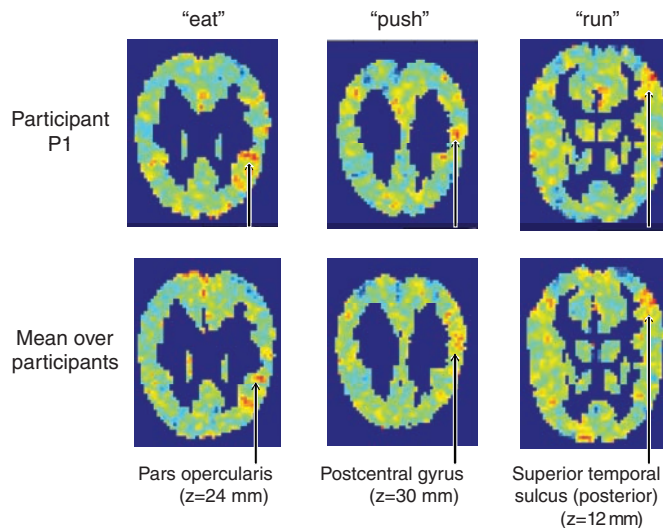 “eat” “push” “run”
Participant
P1
Mean over
participants
Pars opercularis
(z=24 mm)
Postcentral gyrus
(z=30 mm)
Superior temporal
sulcus (posterior)
(z=12 mm)